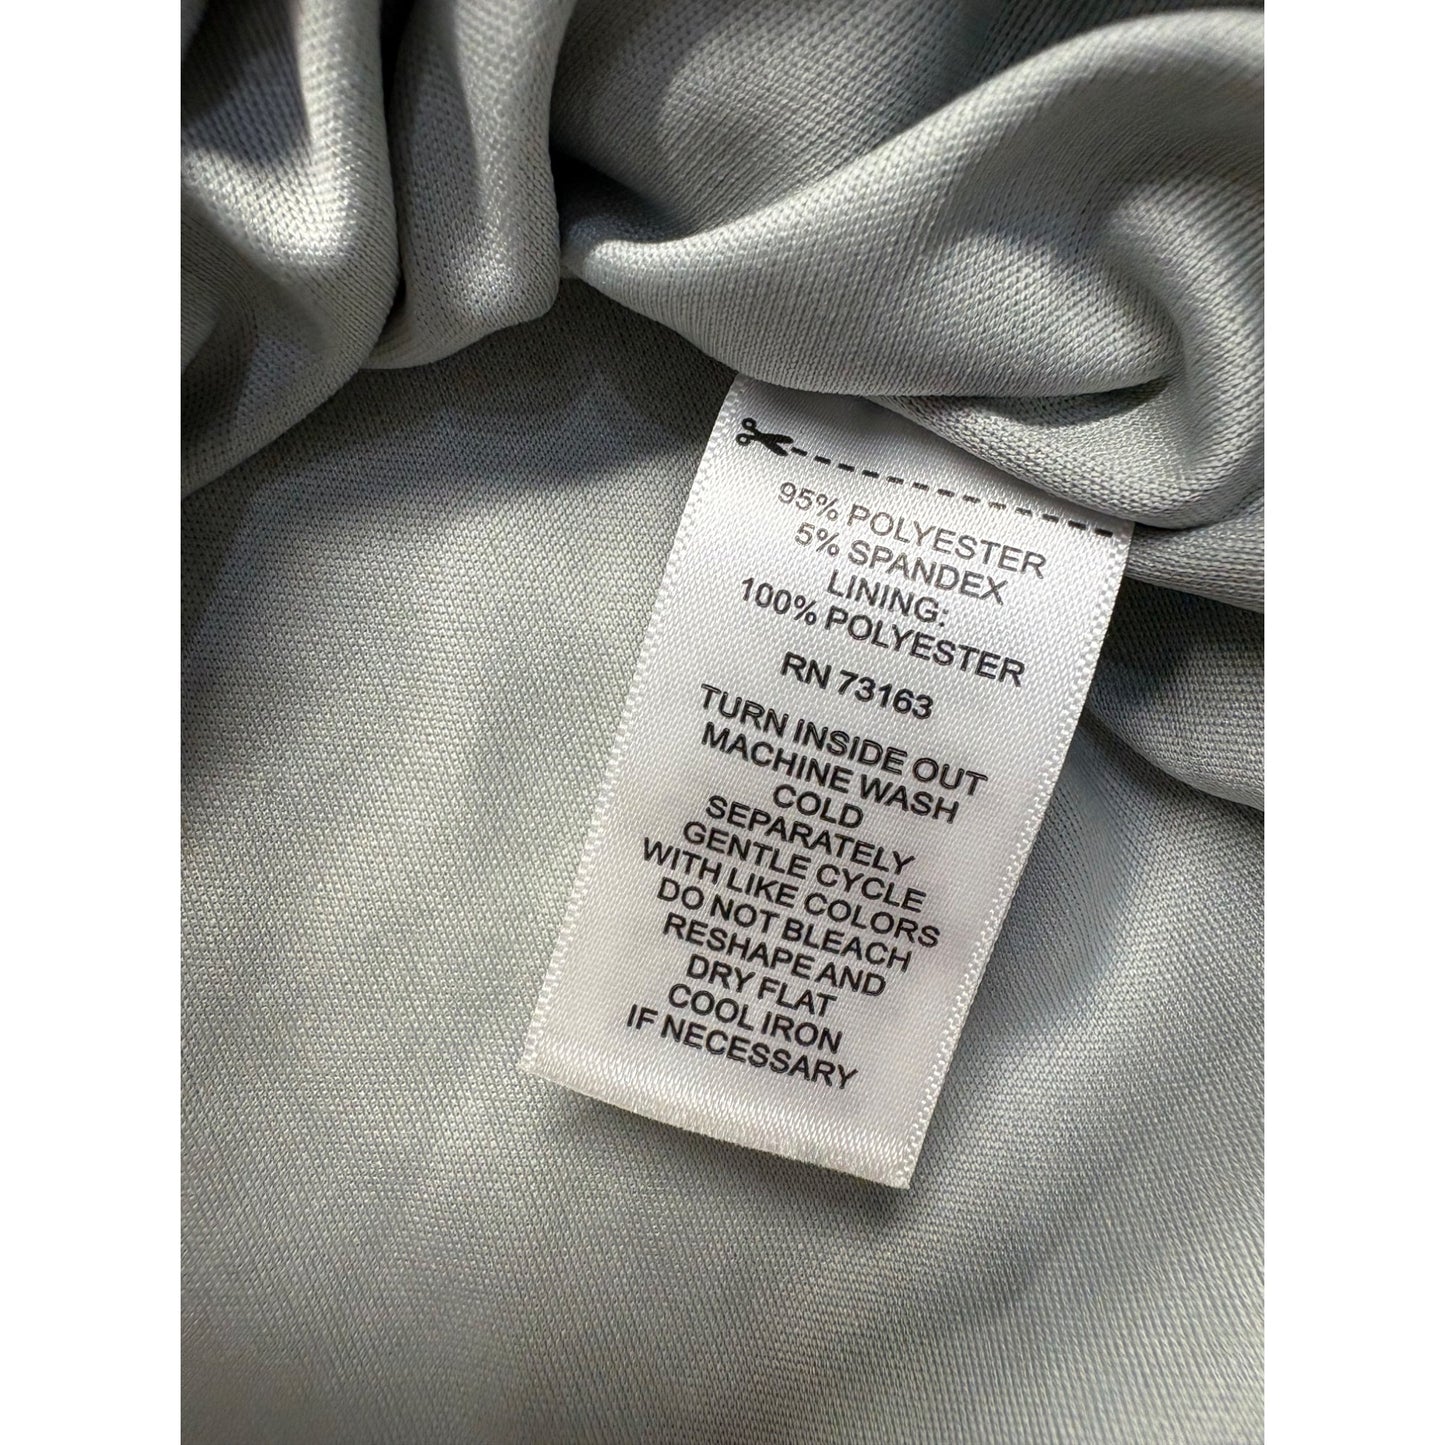 95% POLYESTER
5% SPANDEX
LINING:
100% POLYESTER
RN 73163
TURN INSIDE OUT
MACHINE WASH
COLD
SEPARATELY
GENTLE CYCLE
WITH LIKE COLORS
DO NOT BLEACH
RESHAPE AND
DRY FLAT
COOL IRON
IF NECESSARY